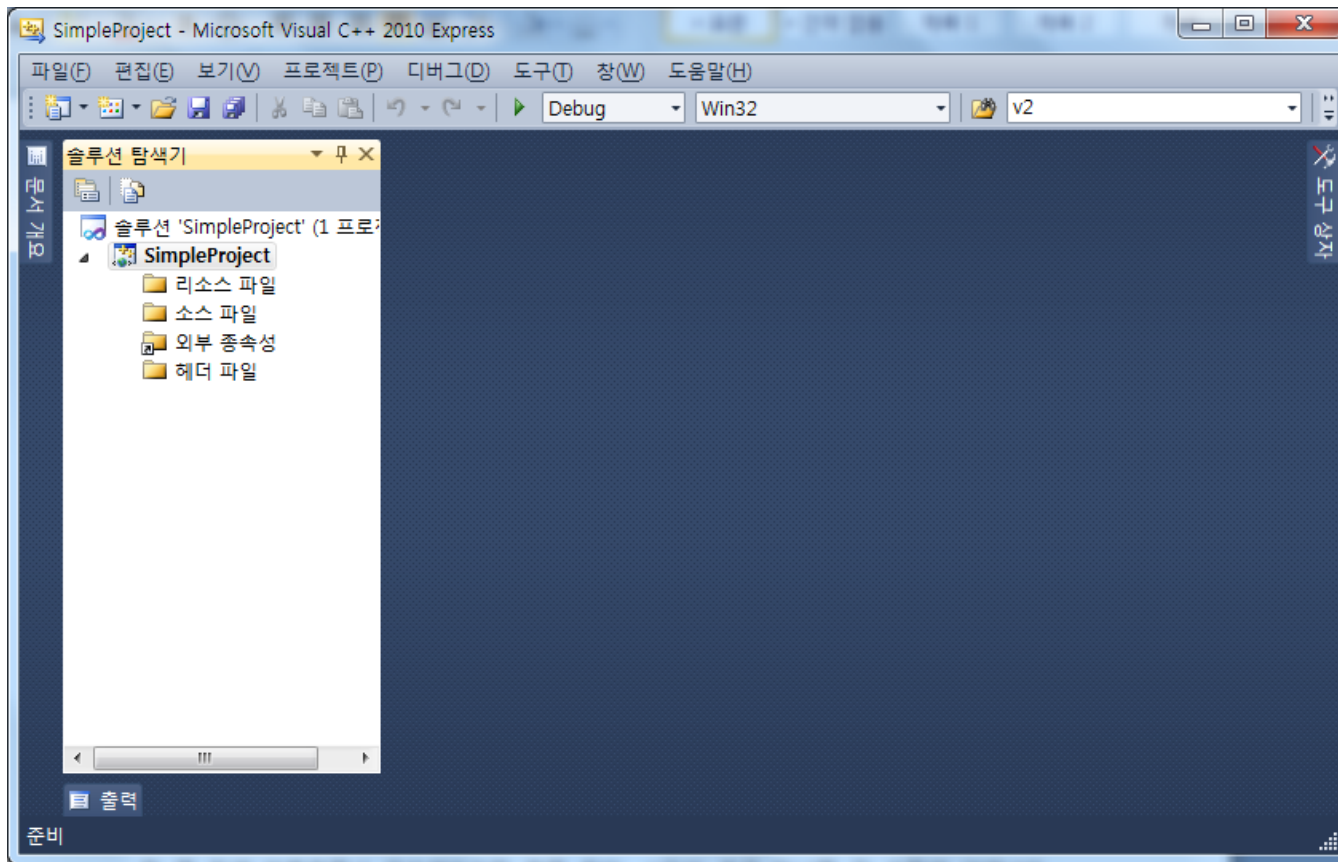 SimpleProject - Microsoft Visual C++ 2010 Express
파일(F) 편집(E) 보기(V) 프로젝트(P) 디버그(D) 도구(T) 창(W) 도움말(H)
Debug Win32 v2
문서 개요
솔루션 탐색기
솔루션 'SimpleProject' (1 프로
SimpleProject
리소스 파일
소스 파일
외부 종속성
헤더 파일
도구 상자
출력
준비